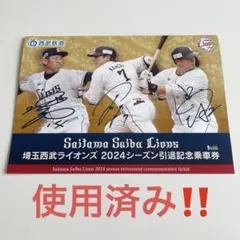 西武鉄道
Lions
7
Saitama Seibu Lions
埼玉西武ライオンズ 2024シーズン引退記念乗車券
Saitama Seibu Lions 2024 season retirement commemorative ticket
使用済み‼️